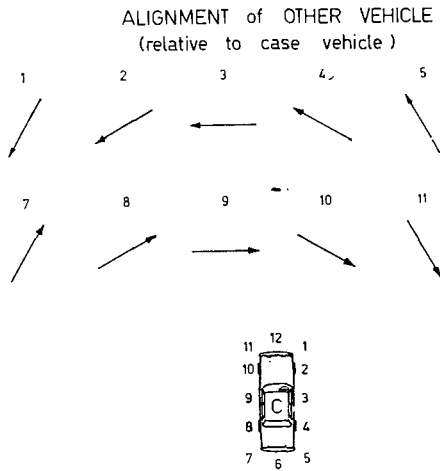 ALIGNMENT of OTHER VEHICLE
(relative to case vehicle)
1 2 3 4 5
7 8 9 10 11
12
11 1
10 2
9 C 3
8 4
7 5
6